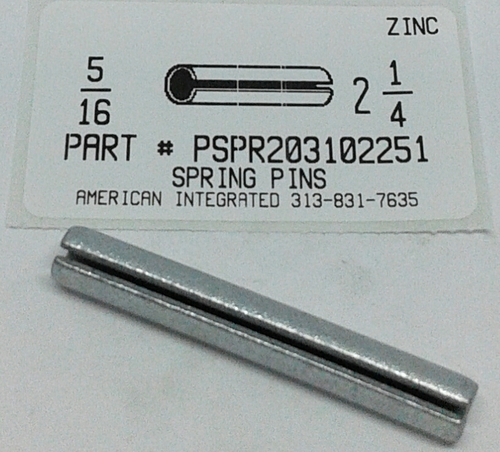 ZINC
5/16 2 1/4
PART # PSPR203102251
SPRING PINS
AMERICAN INTEGRATED 313-831-7635